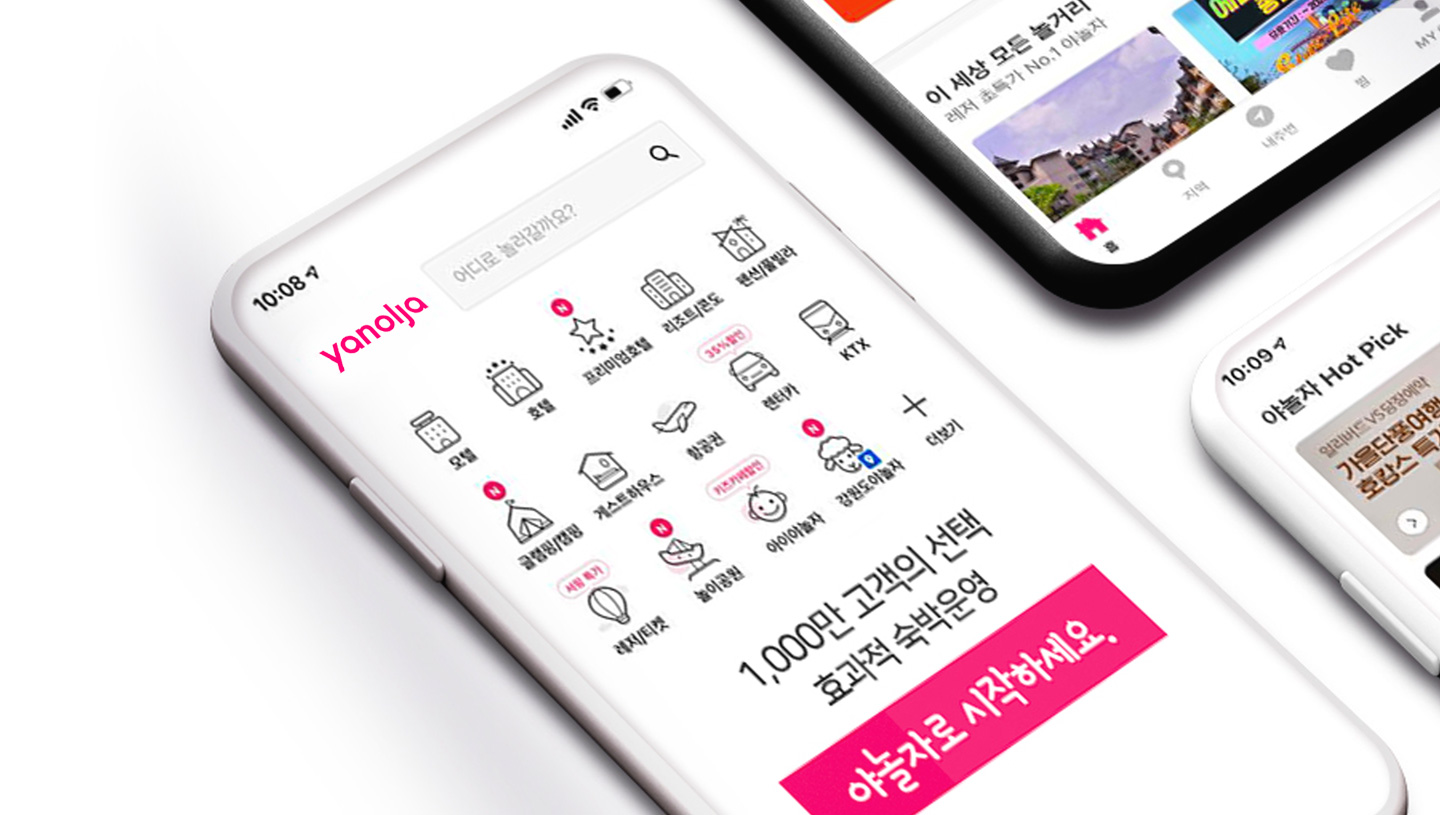 10:08
yanolja
어디로 놀러갈까요?
모텔
호텔
N
프리미엄호텔
리조트/콘도
펜션/풀빌라
N
글램핑/캠핑
게스트하우스
항공권
35%할인
렌터카
KTX
서핑 특가
레저/티켓
N
놀이공원
키즈카페할인
아이야놀자
N
강원도야놀자
더보기
1,000만 고객의 선택
효과적 숙박운영
야놀자로 시작하세요.
이 세상 모든 놀거리
레저 초특가 No.1 야놀자
홈
지역
내주변
찜
MY
10:09
야놀자 Hot Pick
얼리버드 VS 당장예약
가을단풍여행
호캉스 특가